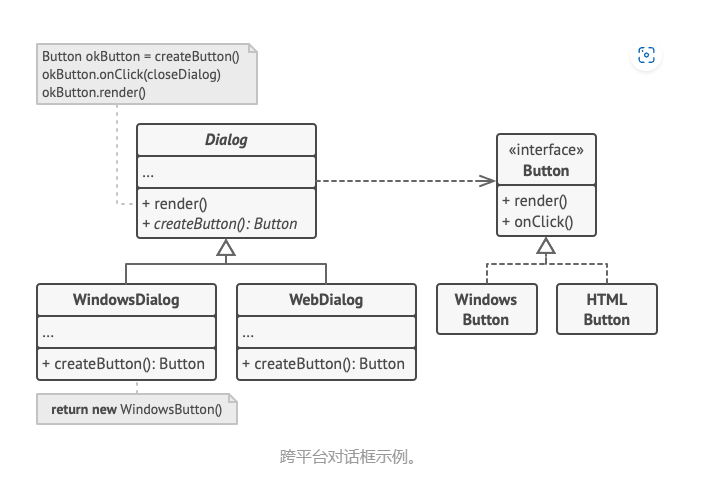 Button okButton = createButton()
okButton.onClick(closeDialog)
okButton.render()
Dialog
...
+ render()
+ createButton(): Button
«interface»
Button
+ render()
+ onClick()
WindowsDialog
...
+ createButton(): Button
WebDialog
...
+ createButton(): Button
Windows
Button
HTML
Button
return new WindowsButton()
跨平台对话框示例。